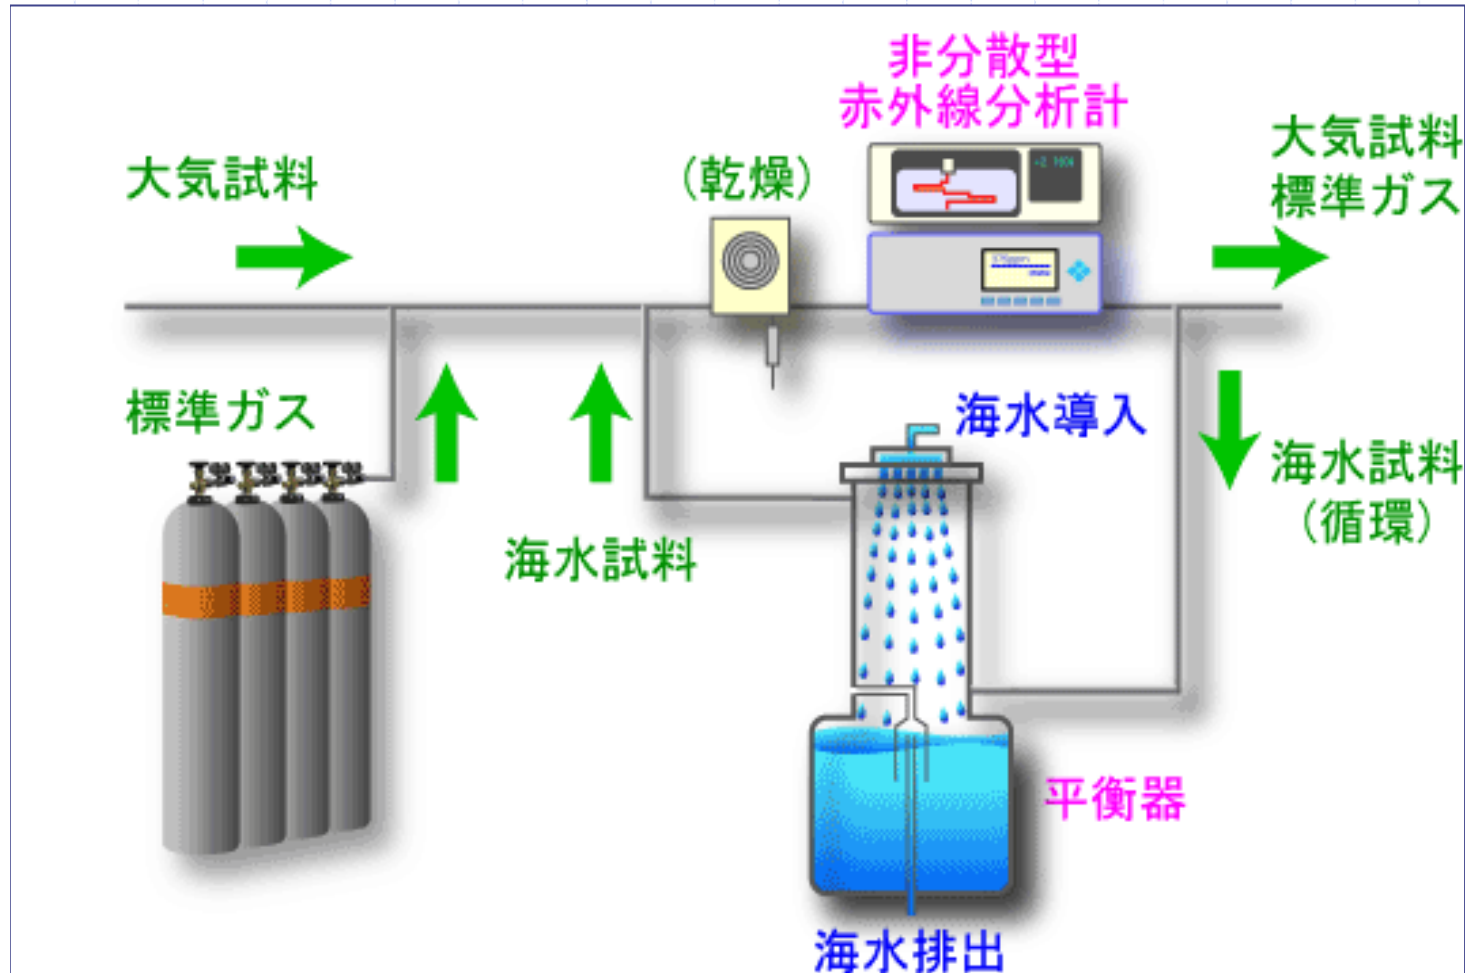 非分散型
赤外線分析計
大気試料
(乾燥)
大気試料
標準ガス
標準ガス
海水導入
海水試料
海水試料
(循環)
平衡器
海水排出